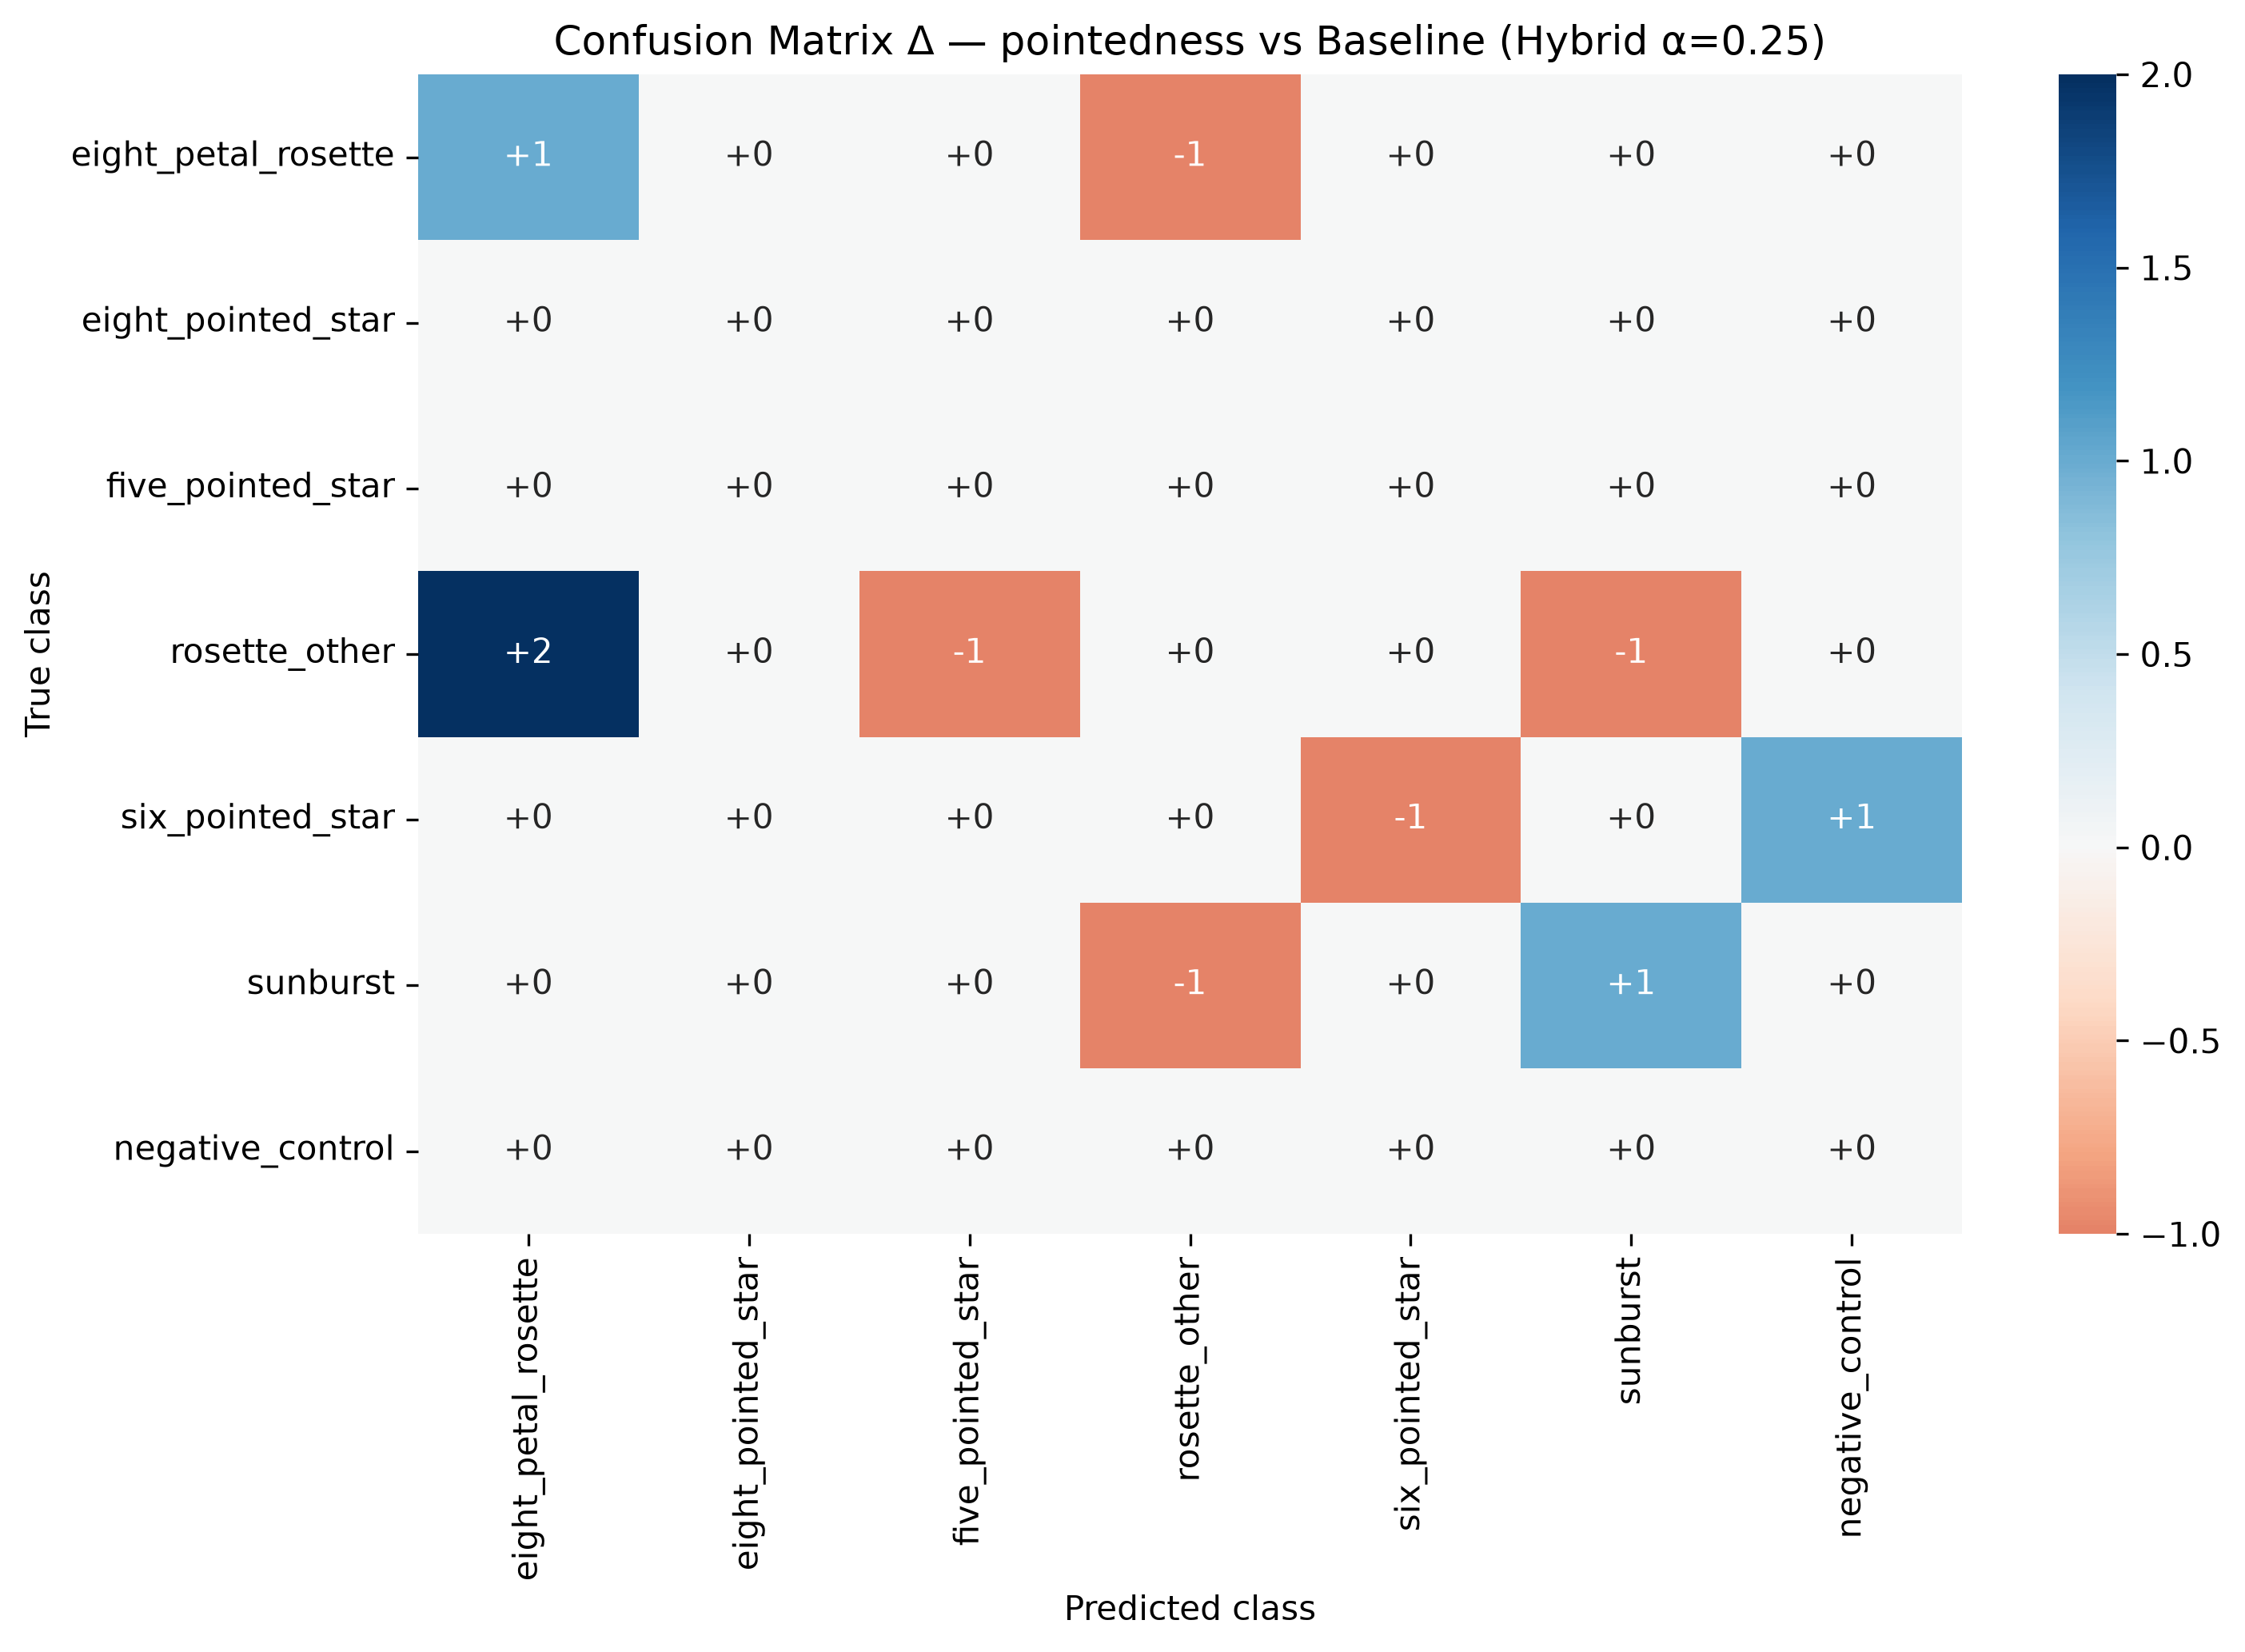 Confusion Matrix Δ — pointedness vs Baseline (Hybrid α=0.25)
True class
eight_petal_rosette +1 +0 +0 -1 +0 +0 +0
eight_pointed_star +0 +0 +0 +0 +0 +0 +0
five_pointed_star +0 +0 +0 +0 +0 +0 +0
rosette_other +2 +0 -1 +0 +0 -1 +0
six_pointed_star +0 +0 +0 +0 -1 +0 +1
sunburst +0 +0 +0 -1 +0 +1 +0
negative_control +0 +0 +0 +0 +0 +0 +0
eight_petal_rosette
eight_pointed_star
five_pointed_star
rosette_other
six_pointed_star
sunburst
negative_control
Predicted class
2.0
1.5
1.0
0.5
0.0
−0.5
−1.0